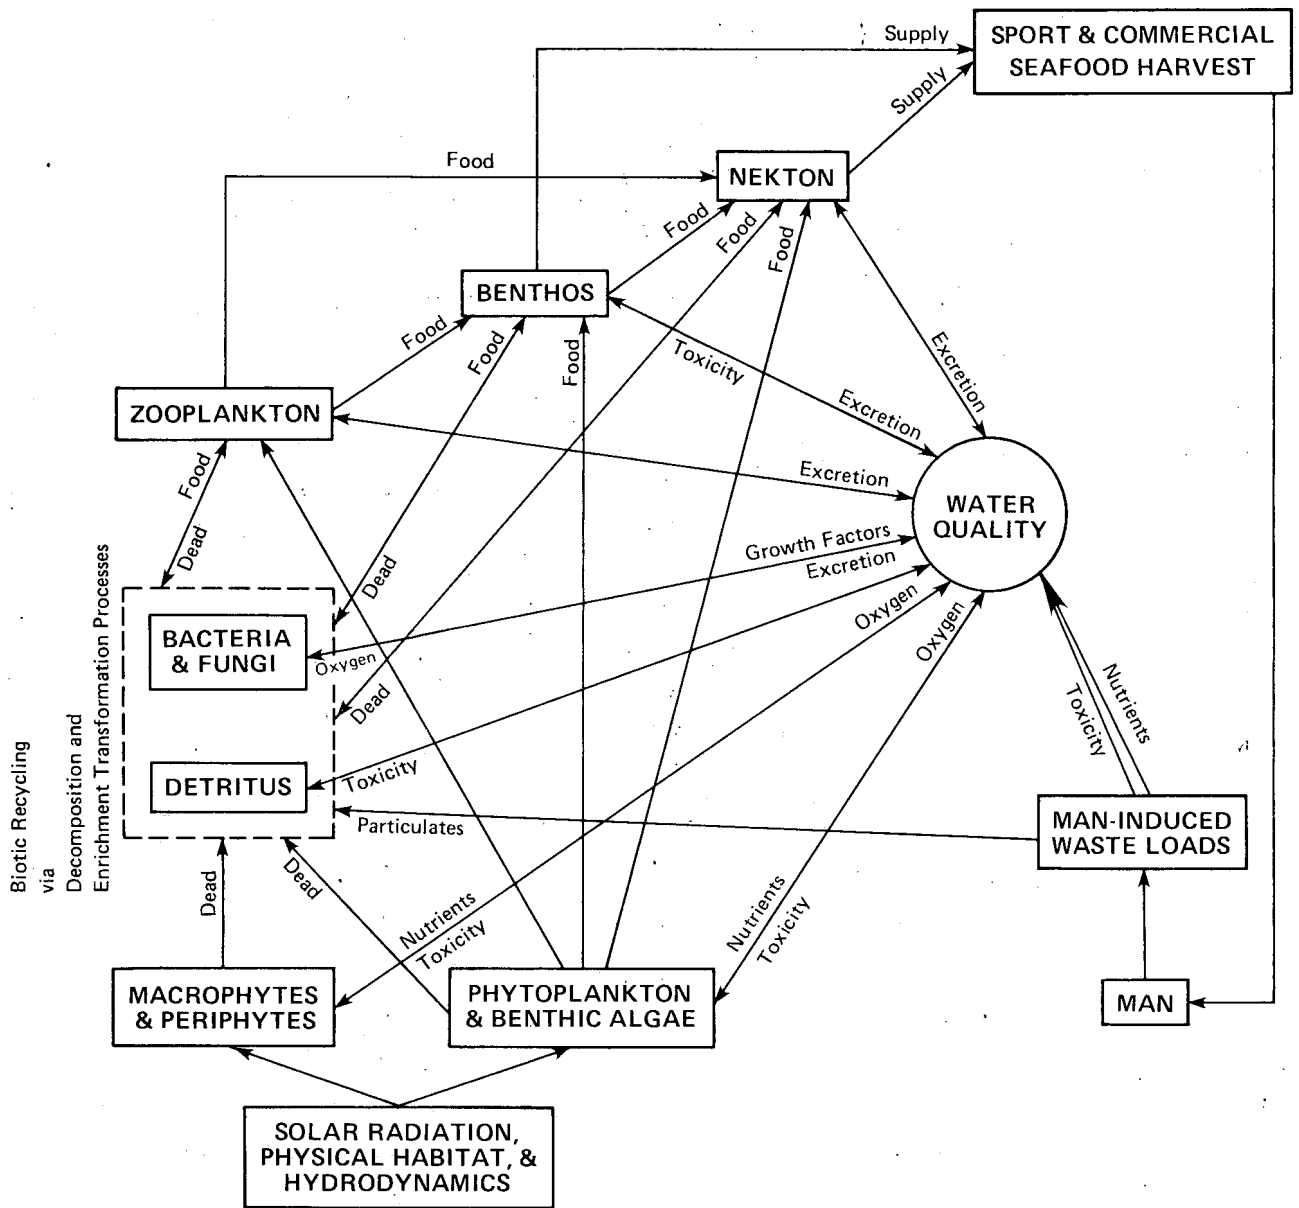 Supply
SPORT & COMMERCIAL
SEAFOOD HARVEST
Supply
Food
NEKTON
Food
Food
Food
BENTHOS
Food
Food
Food
Toxicity
Excretion
Excretion
ZOOPLANKTON
Excretion
Food
Dead
WATER
QUALITY
Growth Factors
Excretion
Oxygen
Oxygen
Dead
BACTERIA
& FUNGI
Oxygen
Dead
Biotic Recycling
via
Decomposition and
Enrichment Transformation Processes
DETRITUS
Toxicity
Particulates
Nutrients
Toxicity
MAN-INDUCED
WASTE LOADS
Dead
Dead
Nutrients
Toxicity
Nutrients
Toxicity
MACROPHYTES
& PERIPHYTES
PHYTOPLANKTON
& BENTHIC ALGAE
MAN
SOLAR RADIATION,
PHYSICAL HABITAT, &
HYDRODYNAMICS